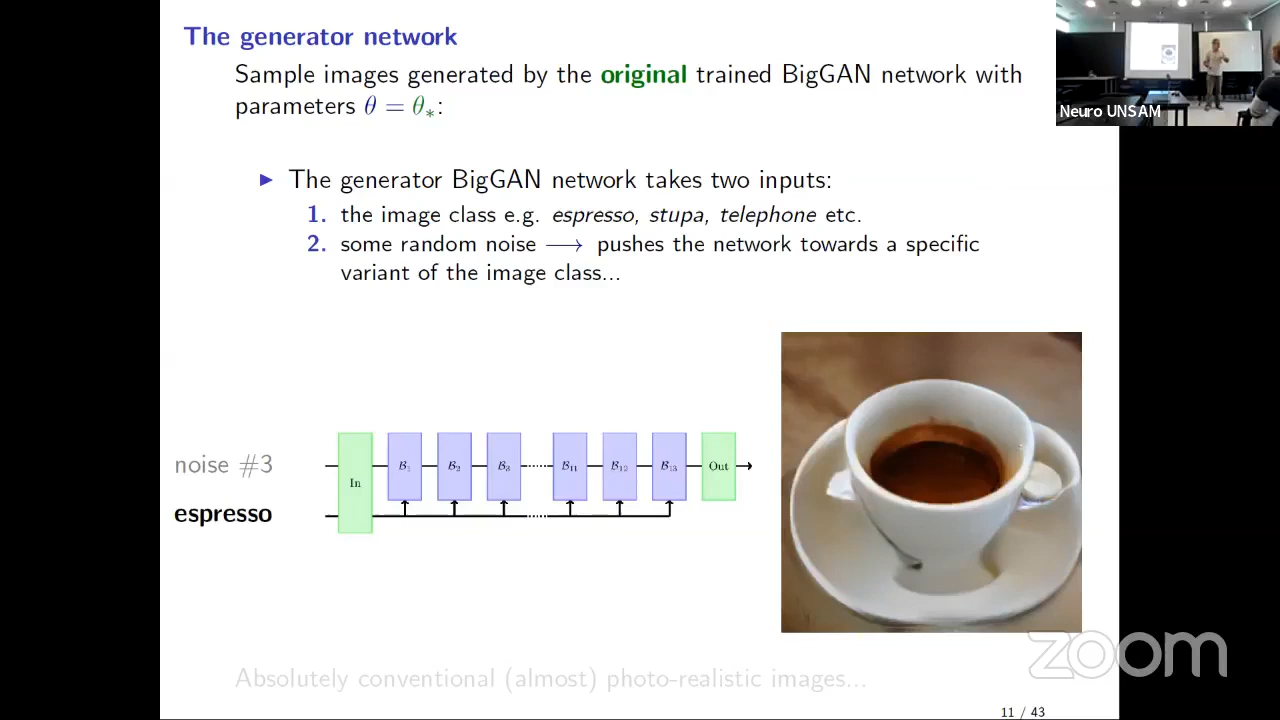 The generator network
Sample images generated by the original trained BigGAN network with
parameters θ = θ∗:
▶ The generator BigGAN network takes two inputs:
1. the image class e.g. espresso, stupa, telephone etc.
2. some random noise ⟶ pushes the network towards a specific
variant of the image class...
Neuro UNSAM
noise #3
espresso
In
B1
B2
B3
B11
B12
B13
Out
Absolutely conventional (almost) photo-realistic images...
zoom
11 / 43